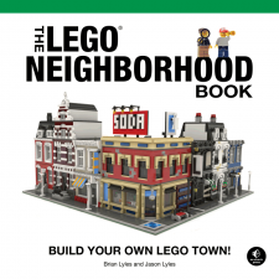 THE LEGO®
NEIGHBORHOOD
BOOK
SODA
BUILD YOUR OWN LEGO TOWN!
Brian Lyles and Jason Lyles